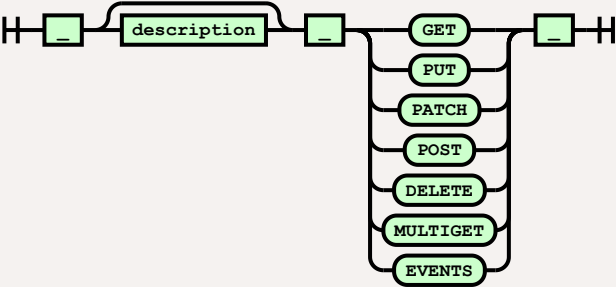 _ description _ GET _
PUT
PATCH
POST
DELETE
MULTIGET
EVENTS